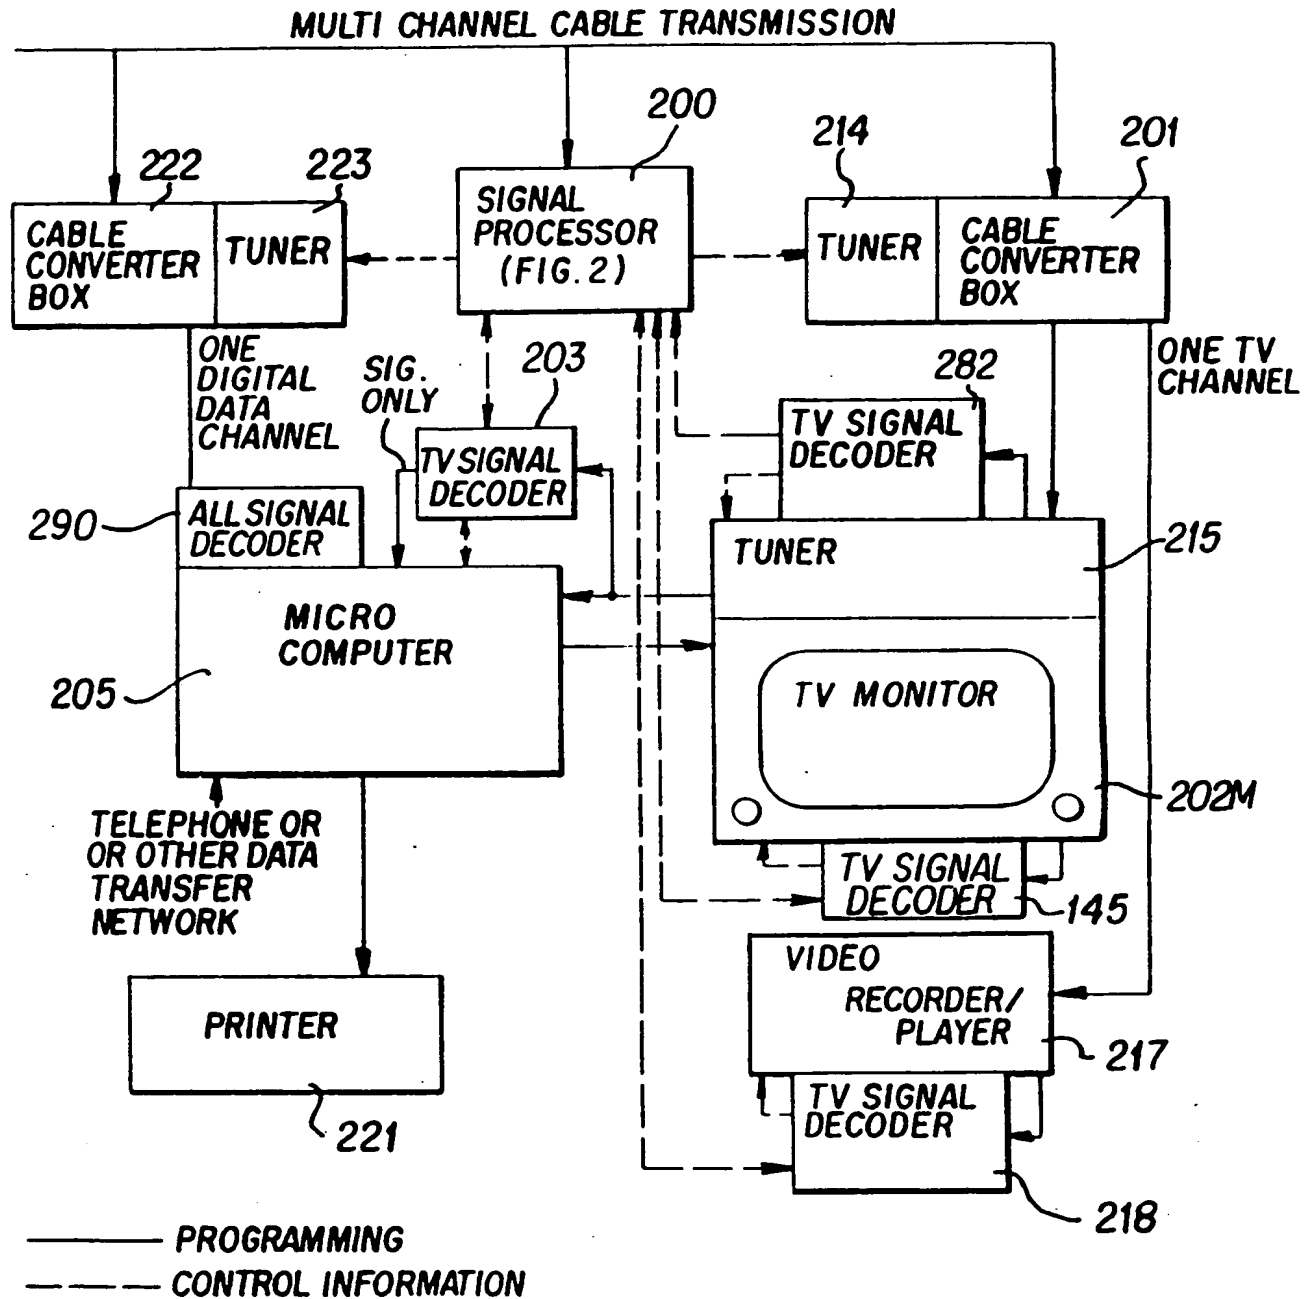 MULTI CHANNEL CABLE TRANSMISSION
200
214
201
222
223
CABLE
CONVERTER
BOX
TUNER
SIGNAL
PROCESSOR
(FIG. 2)
TUNER
CABLE
CONVERTER
BOX
ONE
DIGITAL
DATA
CHANNEL
SIG.
ONLY
203
282
ONE TV
CHANNEL
TV SIGNAL
DECODER
TV SIGNAL
DECODER
290
ALL SIGNAL
DECODER
TUNER
215
MICRO
COMPUTER
205
TV MONITOR
202M
TELEPHONE OR
OR OTHER DATA
TRANSFER
NETWORK
TV SIGNAL
DECODER
145
VIDEO
RECORDER/
PLAYER
217
PRINTER
221
TV SIGNAL
DECODER
218
PROGRAMMING
CONTROL INFORMATION